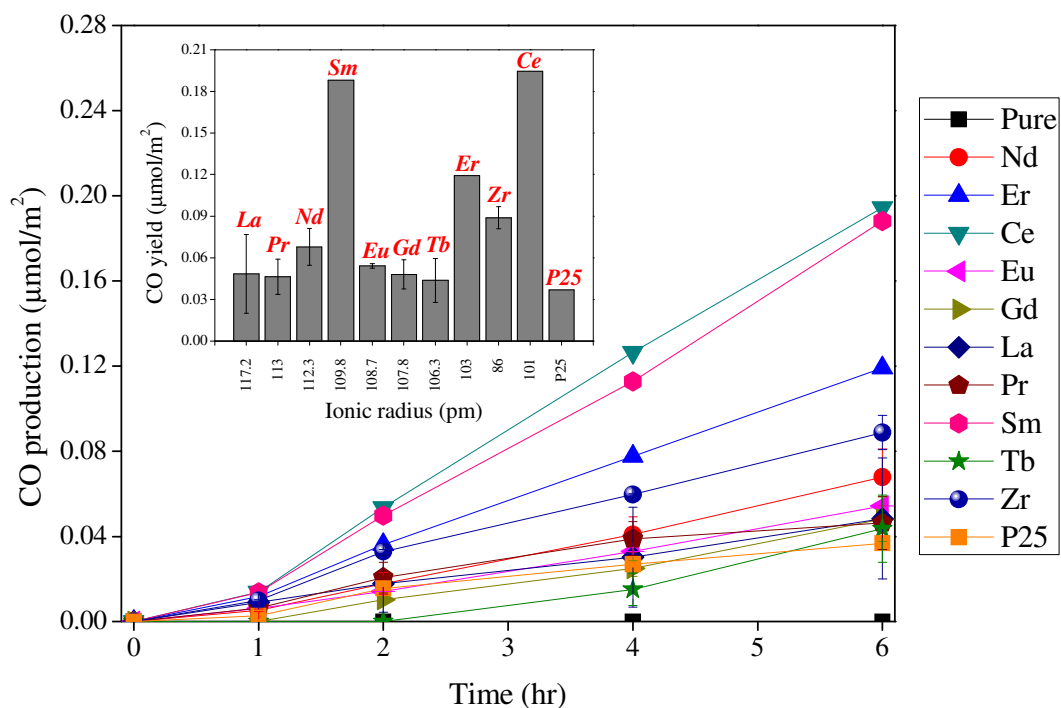 CO production (μmol/m²)
0.28
0.24
0.20
0.16
0.12
0.08
0.04
0.00
0
1
2
3
4
5
6
Time (hr)
CO yield (μmol/m²)
0.21
0.18
0.15
0.12
0.09
0.06
0.03
0.00
La
Pr
Nd
Sm
Eu
Gd
Tb
Er
Zr
Ce
P25
117.2
113
112.3
109.8
108.7
107.8
106.3
103
86
101
P25
Ionic radius (pm)
Pure
Nd
Er
Ce
Eu
Gd
La
Pr
Sm
Tb
Zr
P25